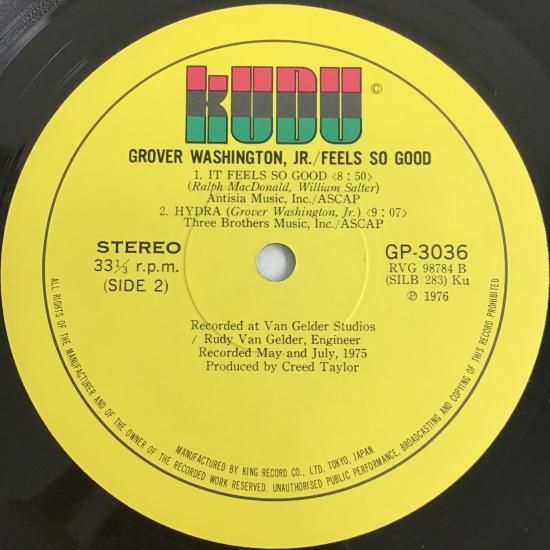 KUDU ©
GROVER WASHINGTON, JR./FEELS SO GOOD
1. IT FEELS SO GOOD <8:50>
(Ralph MacDonald, William Salter)
Antisia Music, Inc./ASCAP
2. HYDRA (Grover Washington, Jr.) <9:07>
Three Brothers Music, Inc./ASCAP
STEREO
33⅓ r.p.m.
(SIDE 2)
GP-3036
RVG 98784 B
(SILB 283) Ku
℗ 1976
Recorded at Van Gelder Studios
/ Rudy Van Gelder, Engineer
Recorded May and July, 1975
Produced by Creed Taylor
ALL RIGHTS OF THE MANUFACTURER AND OF THE OWNER OF THE RECORDED WORK RESERVED. UNAUTHORISED PUBLIC PERFORMANCE, BROADCASTING AND COPYING OF THIS RECORD PROHIBITED
MANUFACTURED BY KING RECORD CO., LTD. TOKYO, JAPAN